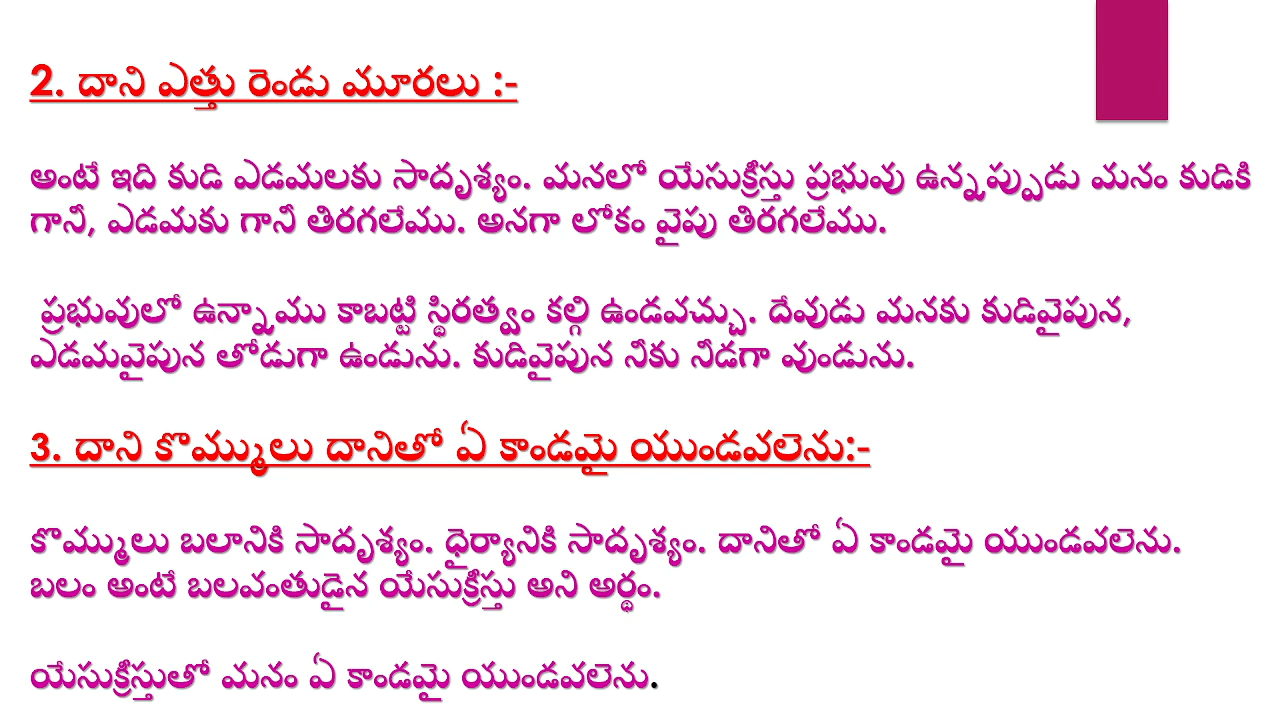 2. దాని ఎత్తు రెండు మూరలు :-
అంటే ఇది కుడి ఎడమలకు సాదృశ్యం. మనలో యేసుక్రీస్తు ప్రభువు ఉన్నప్పుడు మనం కుడికి
గానీ, ఎడమకు గానీ తిరగలేము. అనగా లోకం వైపు తిరగలేము.
ప్రభువులో ఉన్నాము కాబట్టి స్థిరత్వం కల్గి ఉండవచ్చు. దేవుడు మనకు కుడివైపున,
ఎడమవైపున తోడుగా ఉండును. కుడివైపున నీకు నీడగా వుండును.
3. దాని కొమ్ములు దానితో ఏ కాండమై యుండవలెను:-
కొమ్ములు బలానికి సాదృశ్యం. ధైర్యానికి సాదృశ్యం. దానితో ఏ కాండమై యుండవలెను.
బలం అంటే బలవంతుడైన యేసుక్రీస్తు అని అర్థం.
యేసుక్రీస్తుతో మనం ఏ కాండమై యుండవలెను.